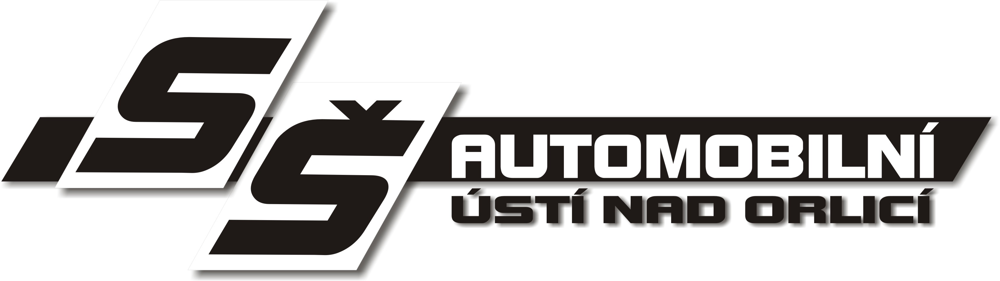 SŠ
AUTOMOBILNÍ
ÚSTÍ NAD ORLICÍ